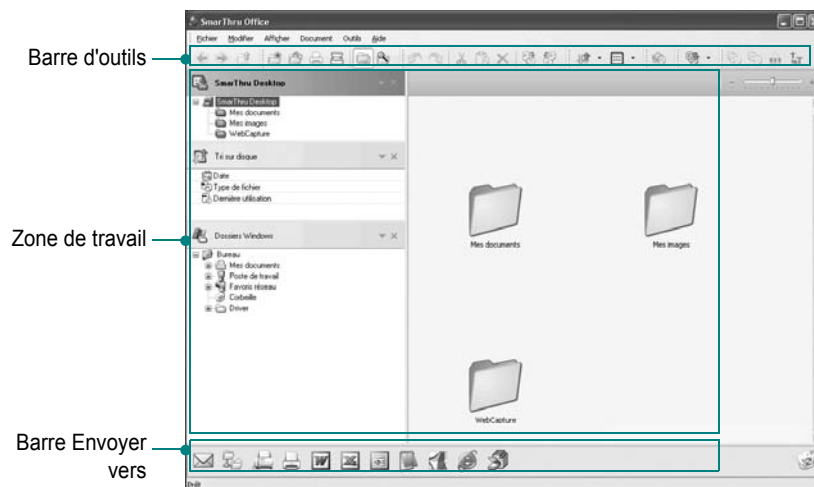 SmarThru Office
Fichier Modifier Afficher Document Outils Aide
Barre d'outils
SmarThru Desktop
SmarThru Desktop
Mes documents
Mes images
WebCapture
Tri sur disque
Date
Type de fichier
Dernière utilisation
Zone de travail
Dossiers Windows
Bureau
Mes documents
Poste de travail
Favoris réseau
Corbeille
Driver
Mes documents
Mes images
WebCapture
Barre Envoyer
vers
Prêt